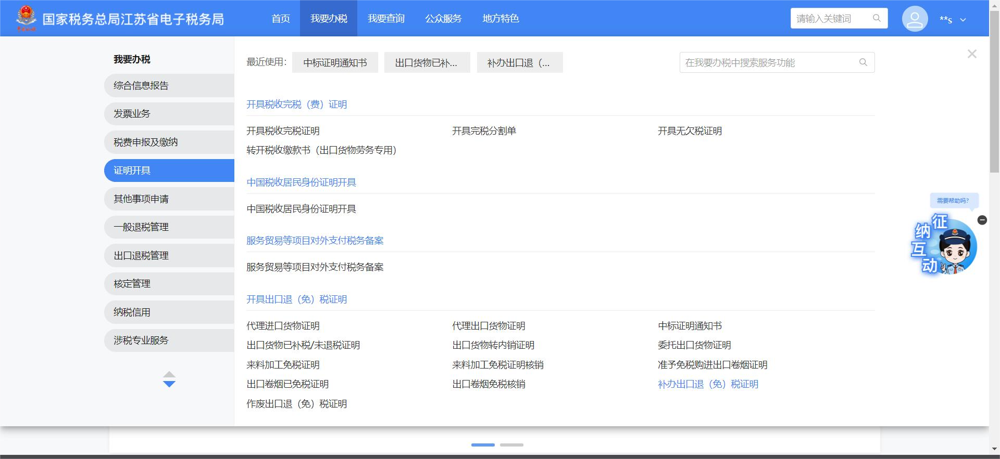 国家税务总局江苏省电子税务局
首页
我要办税
我要查询
公众服务
地方特色
请输入关键词
**s
我要办税
综合信息报告
发票业务
税费申报及缴纳
证明开具
其他事项申请
一般退税管理
出口退税管理
核定管理
纳税信用
涉税专业服务
最近使用：
中标证明通知书
出口货物已补...
补办出口退（...
在我要办税中搜索服务功能
开具税收完税（费）证明
开具税收完税证明
开具完税分割单
开具无欠税证明
转开税收缴款书（出口货物劳务专用）
中国税收居民身份证明开具
中国税收居民身份证明开具
服务贸易等项目对外支付税务备案
服务贸易等项目对外支付税务备案
开具出口退（免）税证明
代理进口货物证明
代理出口货物证明
中标证明通知书
出口货物已补税/未退税证明
出口货物转内销证明
委托出口货物证明
来料加工免税证明
来料加工免税证明核销
准予免税购进出口卷烟证明
出口卷烟已免税证明
出口卷烟免税核销
补办出口退（免）税证明
作废出口退（免）税证明
需要帮助吗？
征
纳
互
动